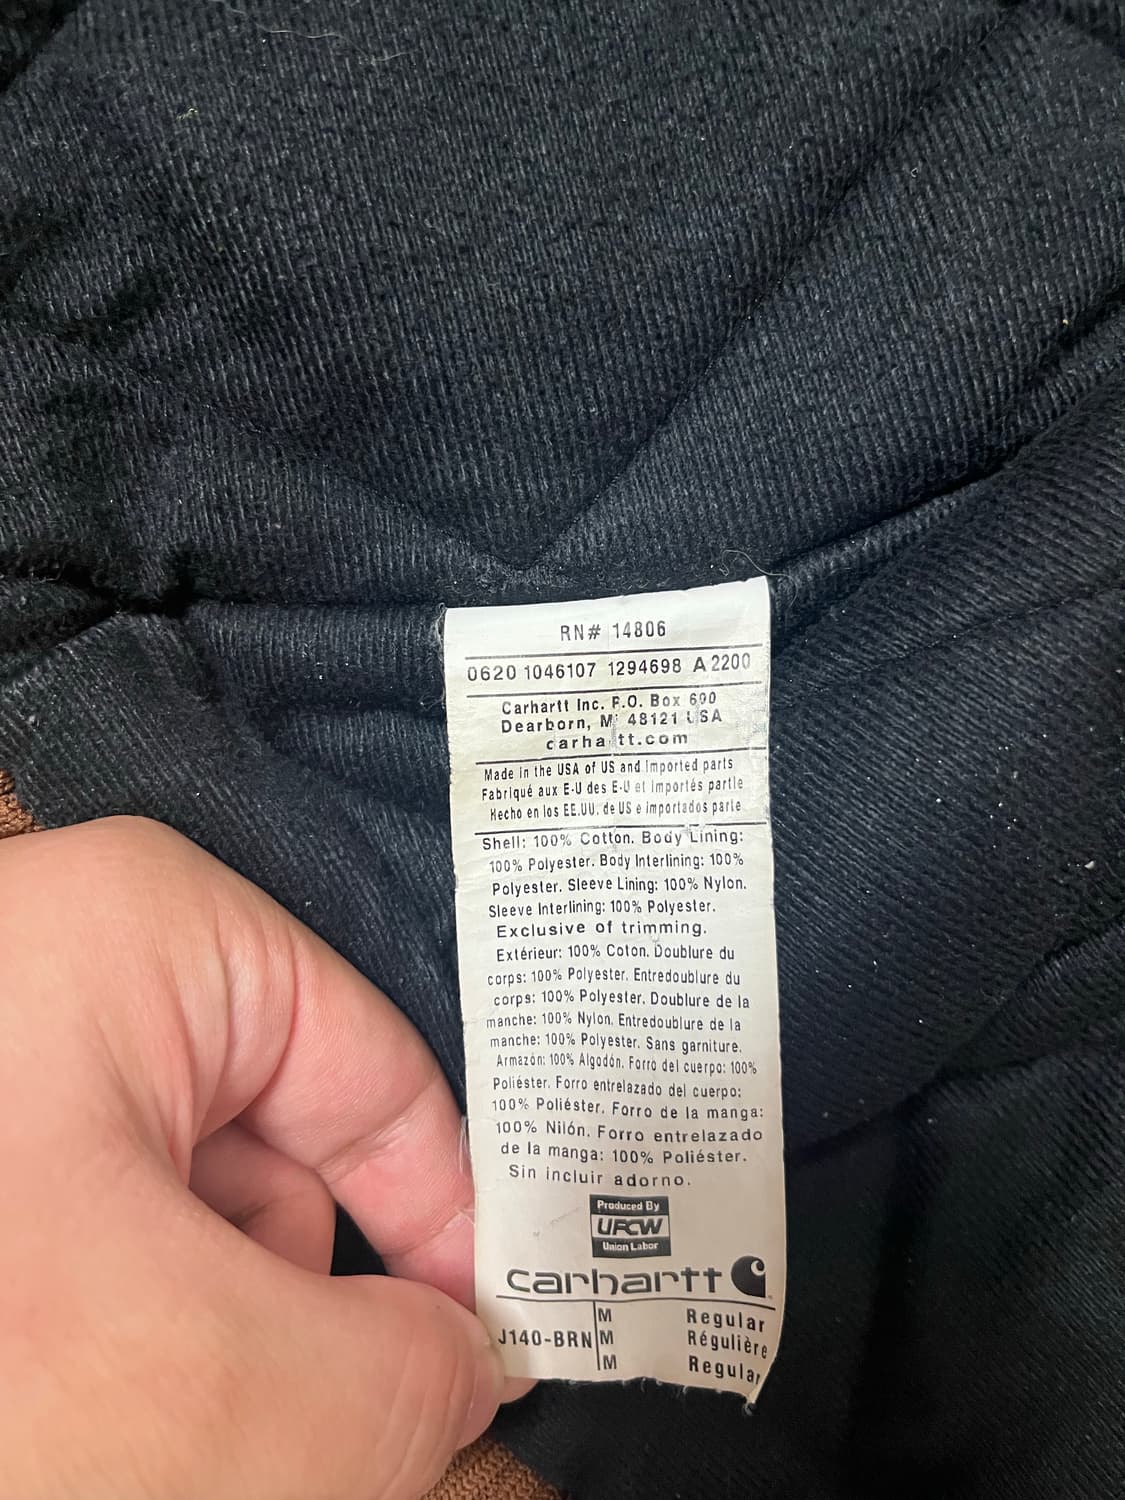 RN# 14806
0620 1046107 1294698 A 2200
Carhartt Inc. P.O. Box 600
Dearborn, MI 48121 USA
carhartt.com
Made in the USA of US and Imported parts
Fabriqué aux E-U des E-U et Importés partie
Hecho en los EE.UU. de US e importados parle
Shell: 100% Cotton. Body Lining:
100% Polyester. Body Interlining: 100%
Polyester. Sleeve Lining: 100% Nylon.
Sleeve Interlining: 100% Polyester.
Exclusive of trimming.
Extérieur: 100% Coton. Doublure du
corps: 100% Polyester. Entredoublure du
corps: 100% Polyester. Doublure de la
manche: 100% Nylon. Entredoublure de la
manche: 100% Polyester. Sans garniture.
Armazón: 100% Algodón. Forro del cuerpo: 100%
Poliéster. Forro entrelazado del cuerpo:
100% Poliéster. Forro de la manga:
100% Nilón. Forro entrelazado
de la manga: 100% Poliéster.
Sin incluir adorno.
Produced By
UFCW
Union Labor
carhartt
M Regular
J140-BRN M Régulière
M Regular